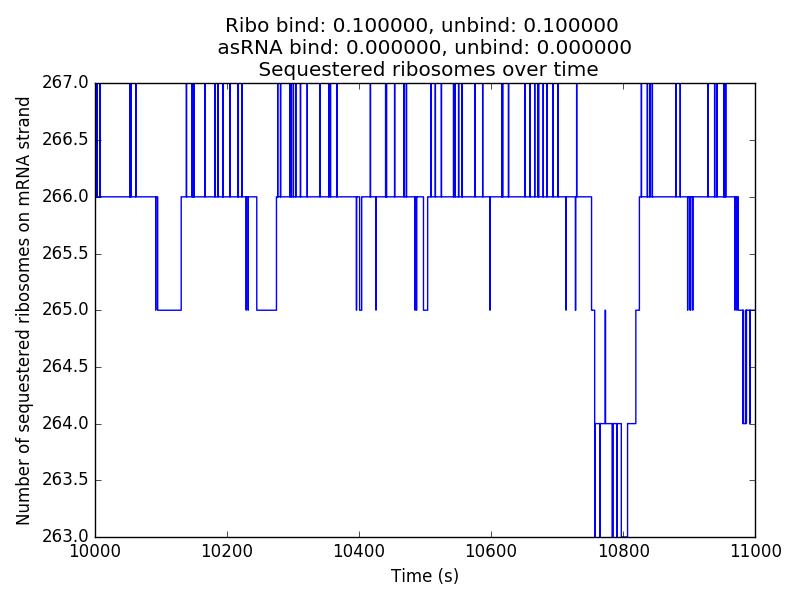 Ribo bind: 0.100000, unbind: 0.100000
asRNA bind: 0.000000, unbind: 0.000000
Sequestered ribosomes over time
Number of sequestered ribosomes on mRNA strand
267.0
266.5
266.0
265.5
265.0
264.5
264.0
263.5
263.0
10000 10200 10400 10600 10800 11000
Time (s)